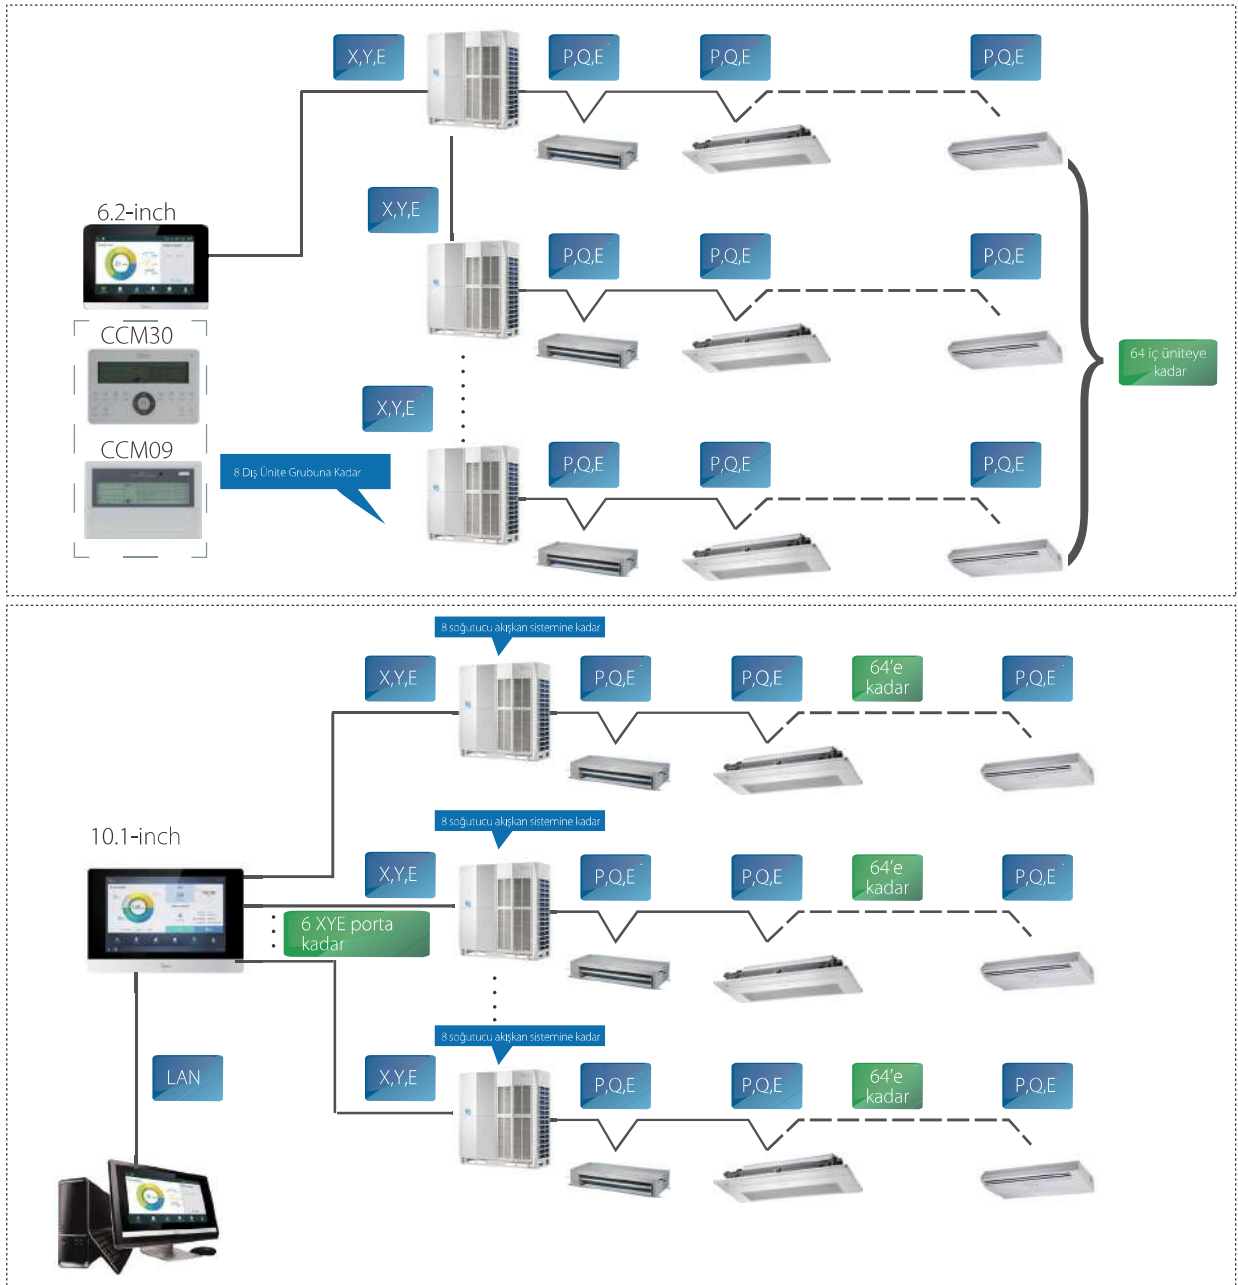 X,Y,E
P,Q,E
P,Q,E
P,Q,E
6.2-inch
X,Y,E
P,Q,E
P,Q,E
P,Q,E
CCM30
64 iç üniteye
kadar
X,Y,E
CCM09
8 Dış Ünite Grubuna Kadar
P,Q,E
P,Q,E
P,Q,E
8 soğutucu akışkan sistemine kadar
X,Y,E
P,Q,E
P,Q,E
64'e
kadar
P,Q,E
8 soğutucu akışkan sistemine kadar
10.1-inch
X,Y,E
P,Q,E
P,Q,E
64'e
kadar
P,Q,E
6 XYE porta
kadar
8 soğutucu akışkan sistemine kadar
LAN
X,Y,E
P,Q,E
P,Q,E
64'e
kadar
P,Q,E